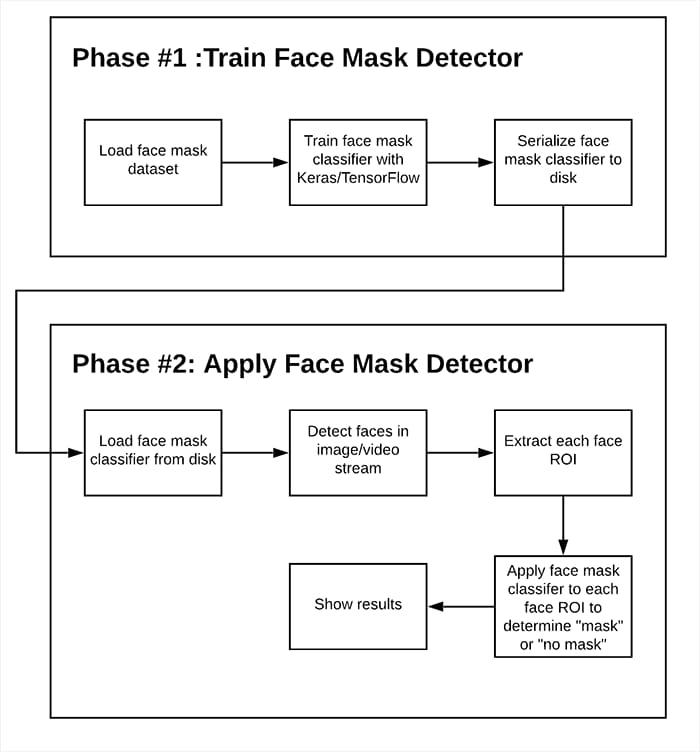 Phase #1 :Train Face Mask Detector
Load face mask
dataset
Train face mask
classifier with
Keras/TensorFlow
Serialize face
mask classifier to
disk
Phase #2: Apply Face Mask Detector
Load face mask
classifier from disk
Detect faces in
image/video
stream
Extract each face
ROI
Apply face mask
classifer to each
face ROI to
determine "mask"
or "no mask"
Show results